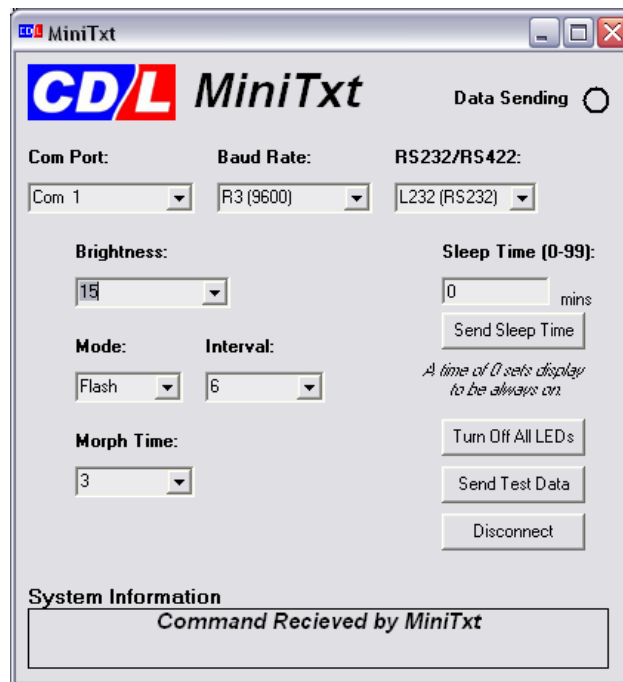 CDL MiniTxt
CD/L MiniTxt
Data Sending
Com Port: Baud Rate: RS232/RS422:
Com 1 R3 (9600) L232 (RS232)
Brightness: Sleep Time (0-99):
15 0 mins
Send Sleep Time
Mode: Interval:
A time of 0 sets display
Flash 6
to be always on.
Morph Time:
Turn Off All LEDs
3
Send Test Data
Disconnect
System Information
Command Recieved by MiniTxt